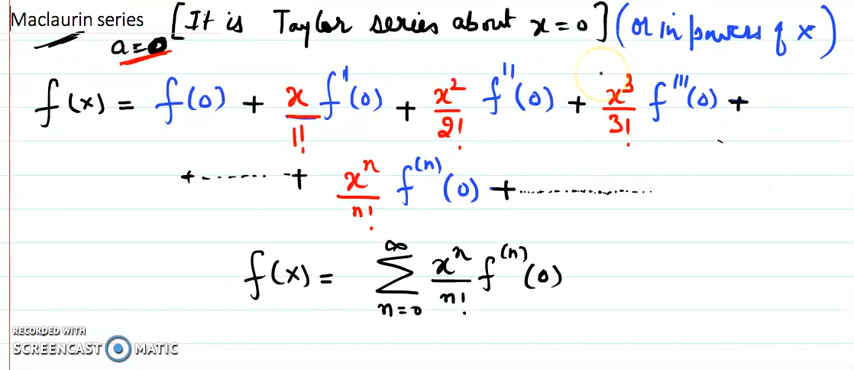 Maclaurin series [It is Taylor series about x=0] (or in powers of x)
a=0
f(x) = f(0) + x/1! f'(0) + x²/2! f''(0) + x³/3! f'''(0) +
+....... + xⁿ/n! f⁽ⁿ⁾(0) +..................
f(x) = ∑_{n=0}^{∞} xⁿ/n! f⁽ⁿ⁾(0)
RECORDED WITH
SCREENCAST MATIC